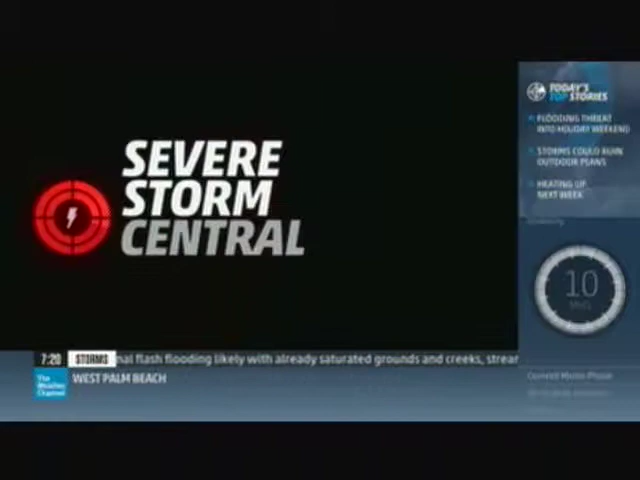 SEVERE
STORM
CENTRAL
TODAY'S
TOP STORIES
FLOODING THREAT
INTO HOLIDAY WEEKEND
STORMS COULD RUIN
OUTDOOR PLANS
HEATING UP
NEXT WEEK
10
7:20 STORMS nal flash flooding likely with already saturated grounds and creeks, strear
The
Weather
Channel
WEST PALM BEACH
Current Moon Phase